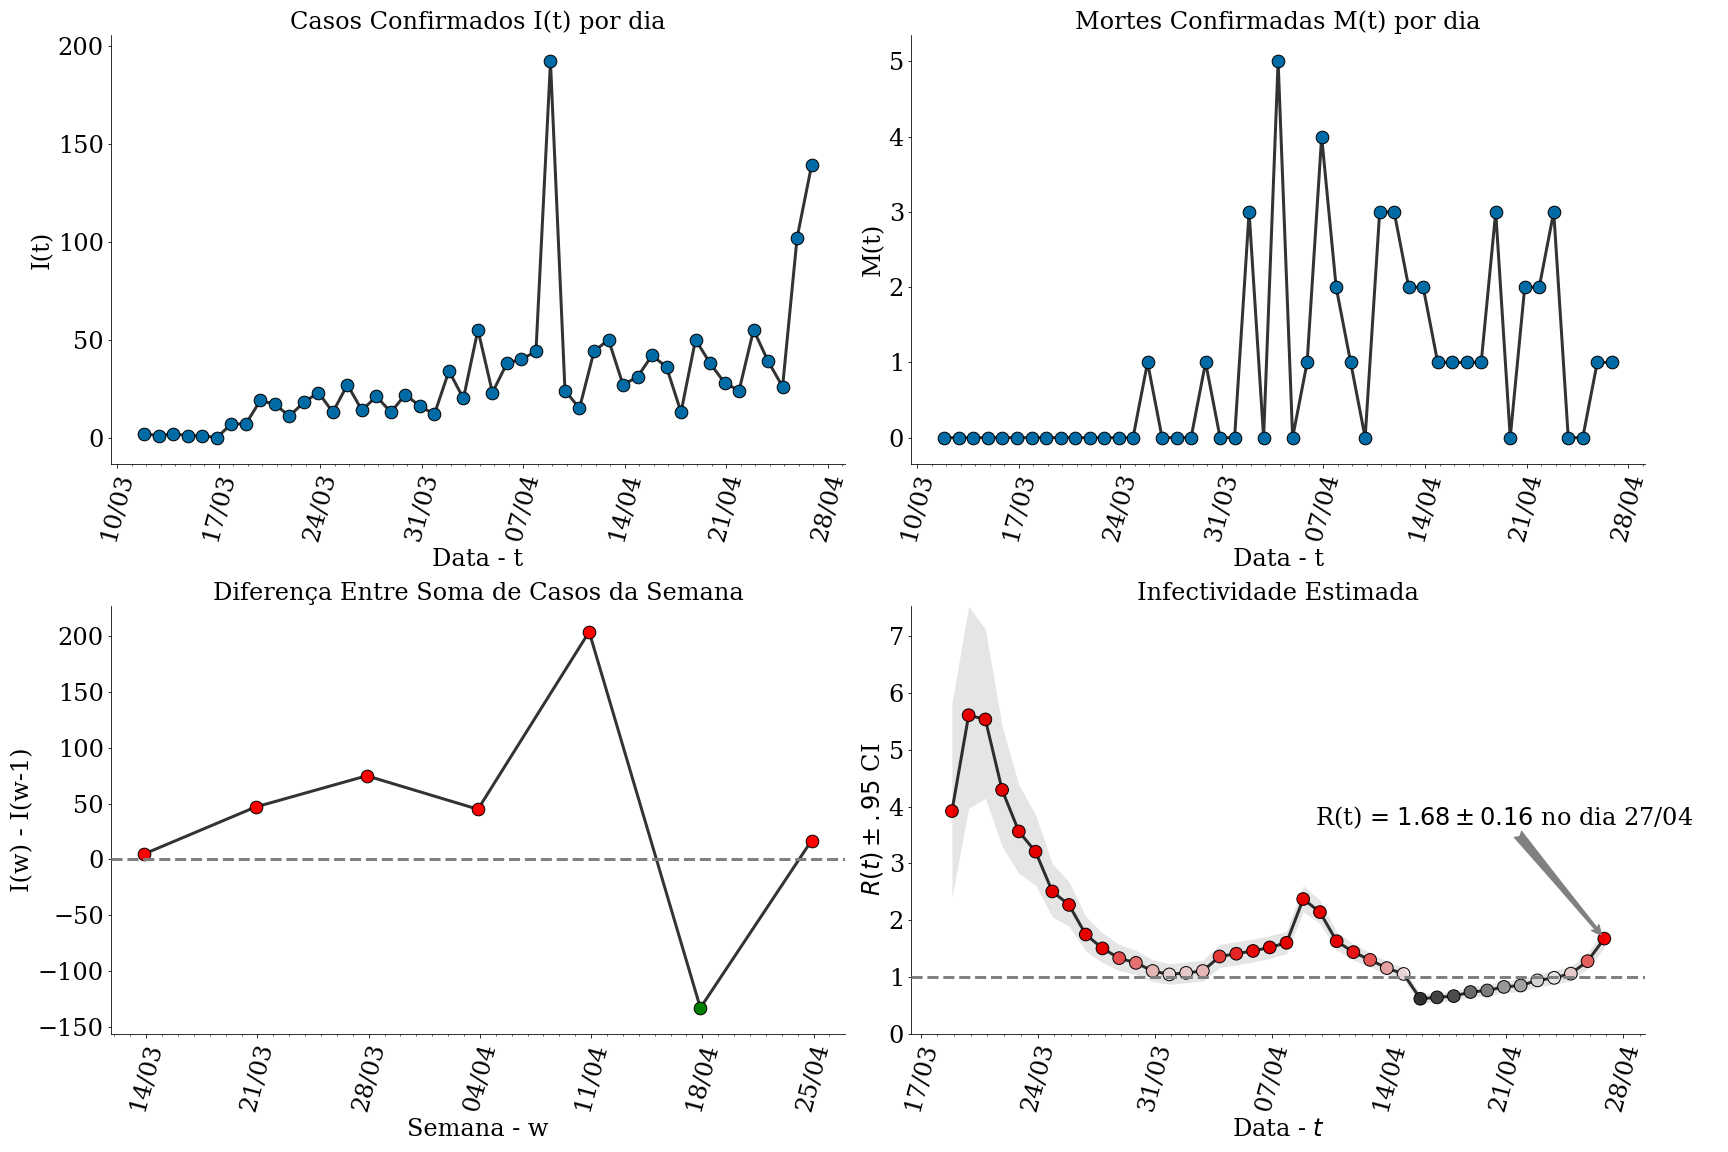 Casos Confirmados I(t) por dia
I(t)
200
150
100
50
0
10/03 17/03 24/03 31/03 07/04 14/04 21/04 28/04
Data - t
Mortes Confirmadas M(t) por dia
M(t)
5
4
3
2
1
0
10/03 17/03 24/03 31/03 07/04 14/04 21/04 28/04
Data - t
Diferença Entre Soma de Casos da Semana
I(w) - I(w-1)
200
150
100
50
0
−50
−100
−150
14/03 21/03 28/03 04/04 11/04 18/04 25/04
Semana - w
Infectividade Estimada
R(t) ± .95 CI
7
6
5
4
3
2
1
0
R(t) = 1.68 ± 0.16 no dia 27/04
17/03 24/03 31/03 07/04 14/04 21/04 28/04
Data - t